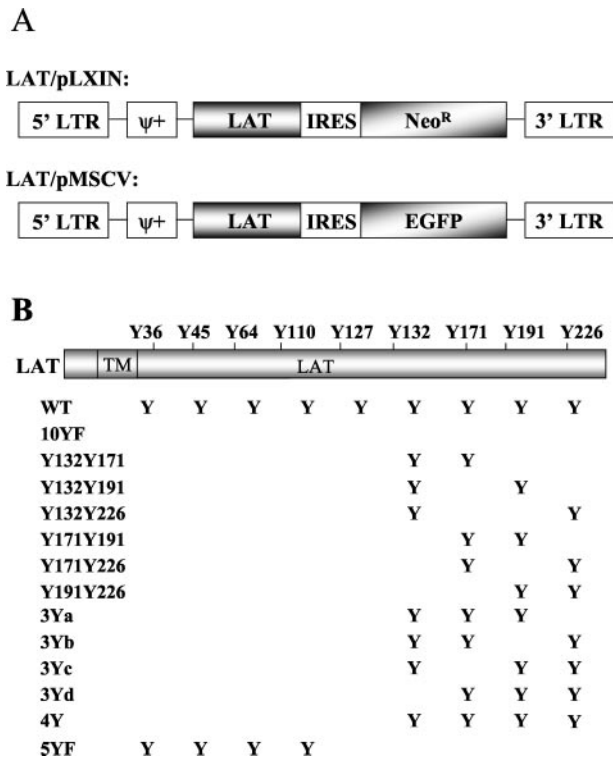 A
LAT/pLXIN:
5’ LTR ψ+ LAT IRES Neoᴿ 3’ LTR
LAT/pMSCV:
5’ LTR ψ+ LAT IRES EGFP 3’ LTR
B
Y36 Y45 Y64 Y110 Y127 Y132 Y171 Y191 Y226
LAT TM LAT
WT Y Y Y Y Y Y Y Y Y
10YF
Y132Y171 Y Y
Y132Y191 Y Y
Y132Y226 Y Y
Y171Y191 Y Y
Y171Y226 Y Y
Y191Y226 Y Y
3Ya Y Y Y
3Yb Y Y Y
3Yc Y Y Y
3Yd Y Y Y
4Y Y Y Y Y
5YF Y Y Y Y